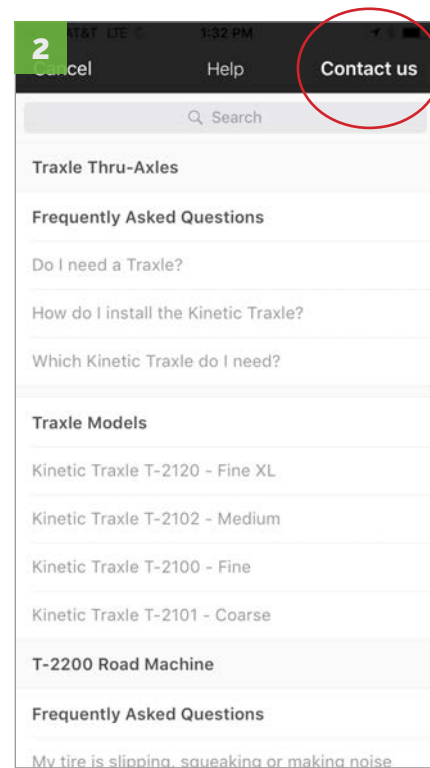 2
AT&T LTE 1:32 PM
Cancel Help Contact us
Search
Traxle Thru-Axles
Frequently Asked Questions
Do I need a Traxle?
How do I install the Kinetic Traxle?
Which Kinetic Traxle do I need?
Traxle Models
Kinetic Traxle T-2120 - Fine XL
Kinetic Traxle T-2102 - Medium
Kinetic Traxle T-2100 - Fine
Kinetic Traxle T-2101 - Coarse
T-2200 Road Machine
Frequently Asked Questions
My tire is slipping, squeaking or making noise